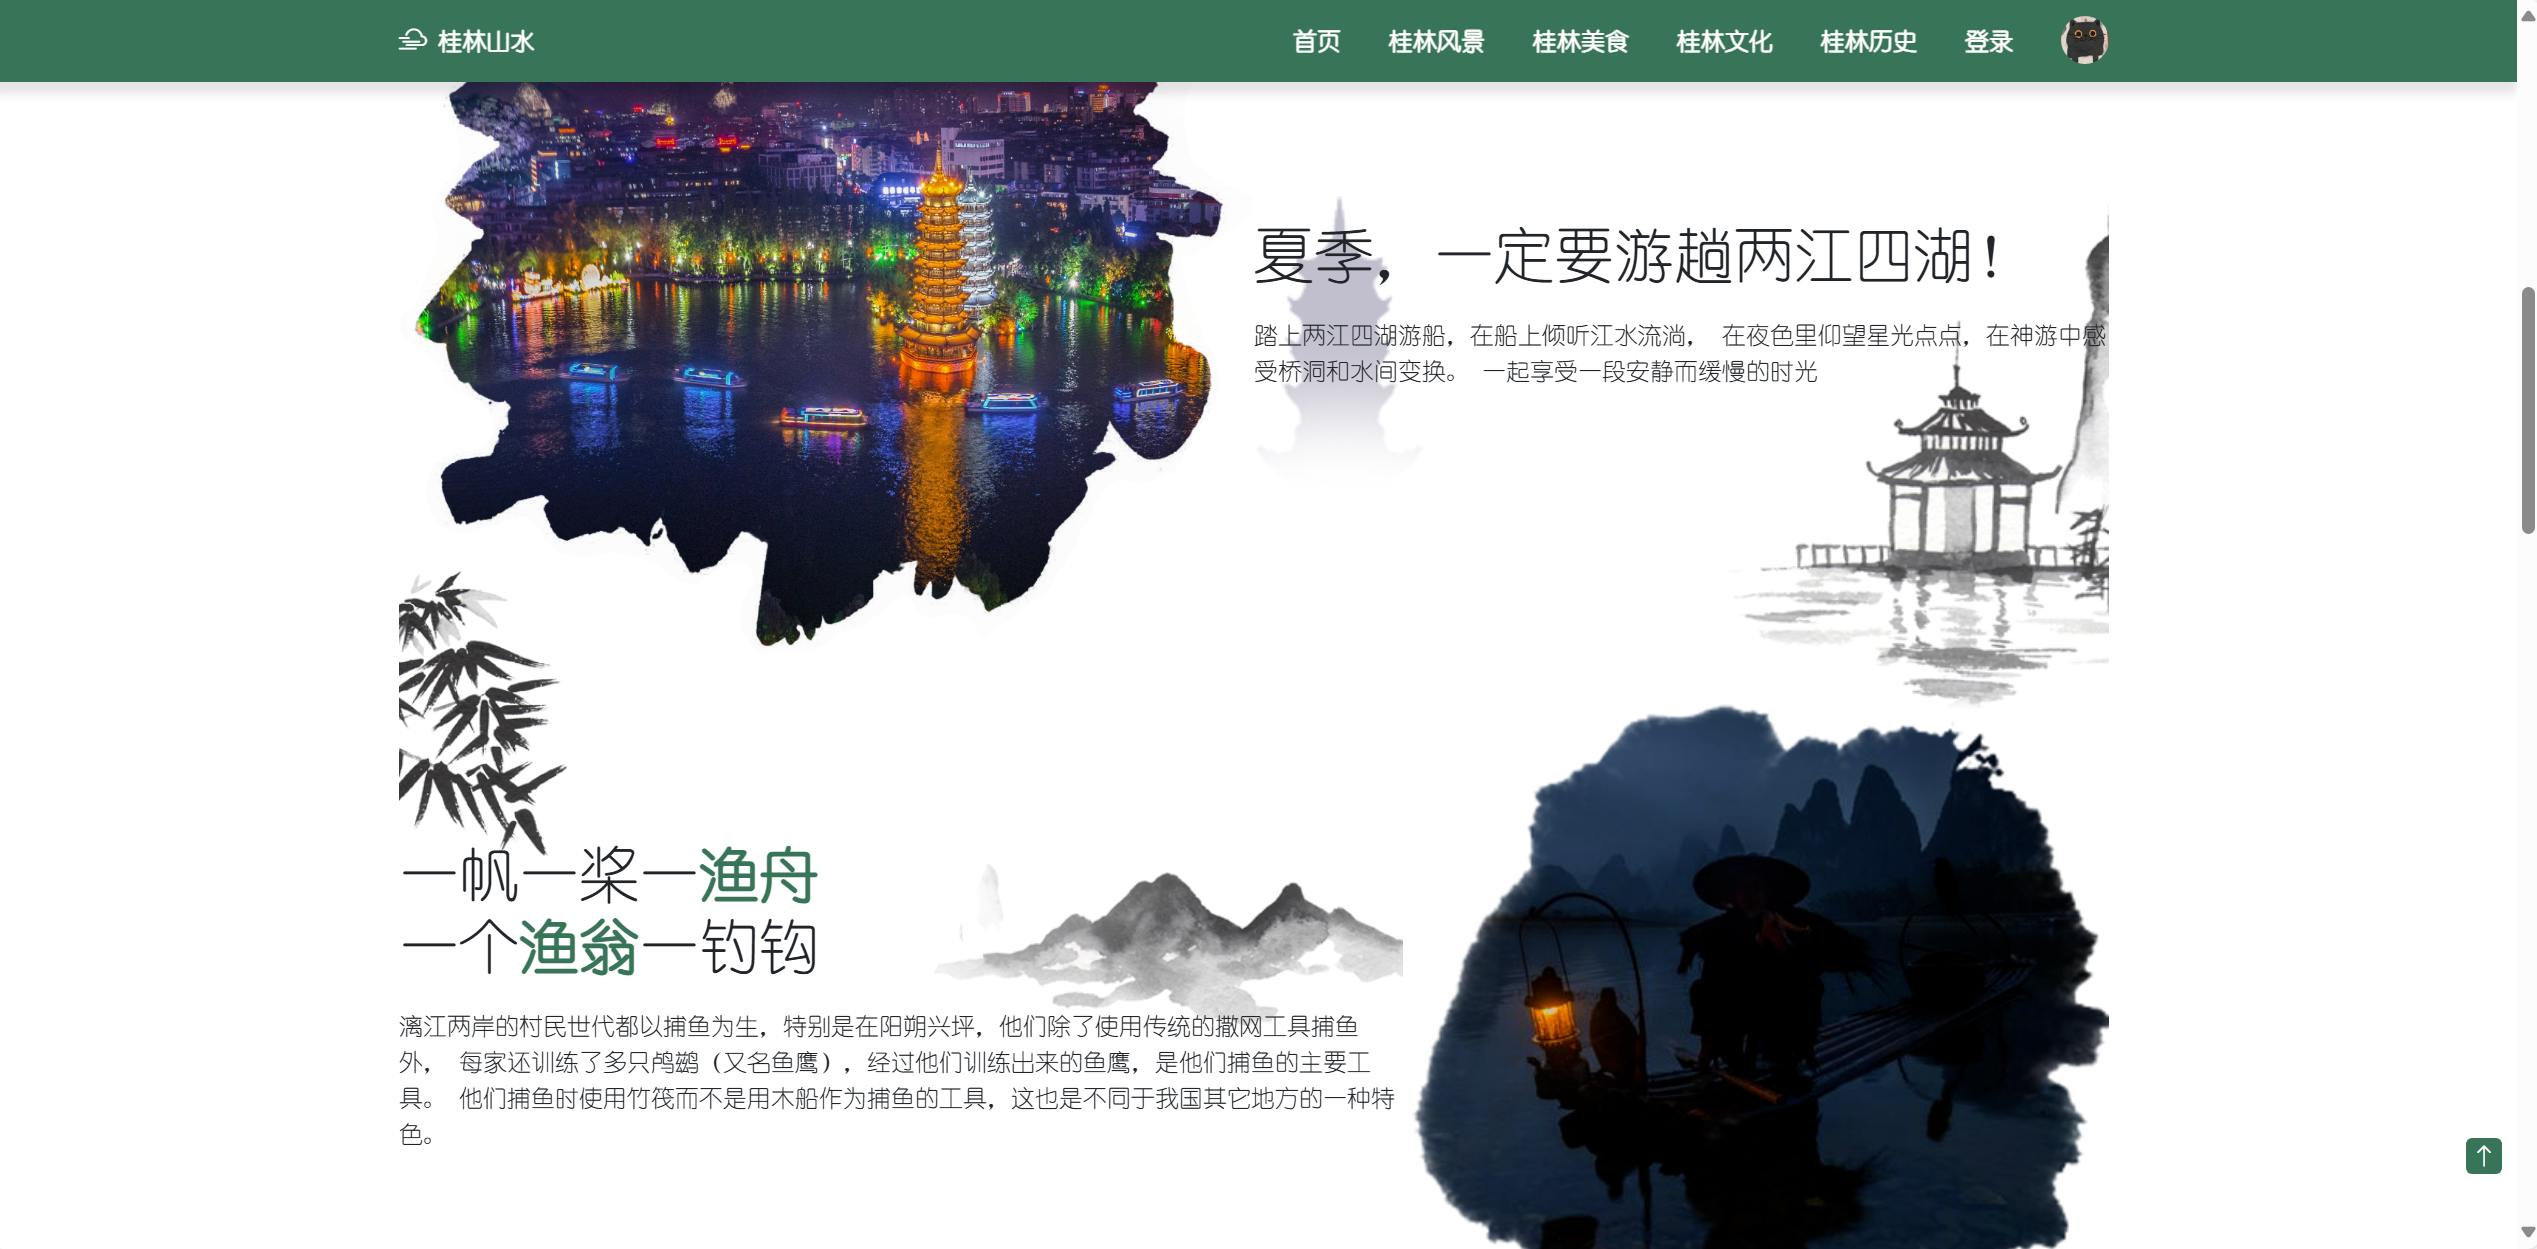 桂林山水
首页 桂林风景 桂林美食 桂林文化 桂林历史 登录
夏季，一定要游趟两江四湖！
踏上两江四湖游船，在船上倾听江水流淌， 在夜色里仰望星光点点，在神游中感
受桥洞和水间变换。 一起享受一段安静而缓慢的时光
一帆一桨一渔舟
一个渔翁一钓钩
漓江两岸的村民世代都以捕鱼为生，特别是在阳朔兴坪，他们除了使用传统的撒网工具捕鱼
外， 每家还训练了多只鸬鹚（又名鱼鹰），经过他们训练出来的鱼鹰，是他们捕鱼的主要工
具。 他们捕鱼时使用竹筏而不是用木船作为捕鱼的工具，这也是不同于我国其它地方的一种特
色。